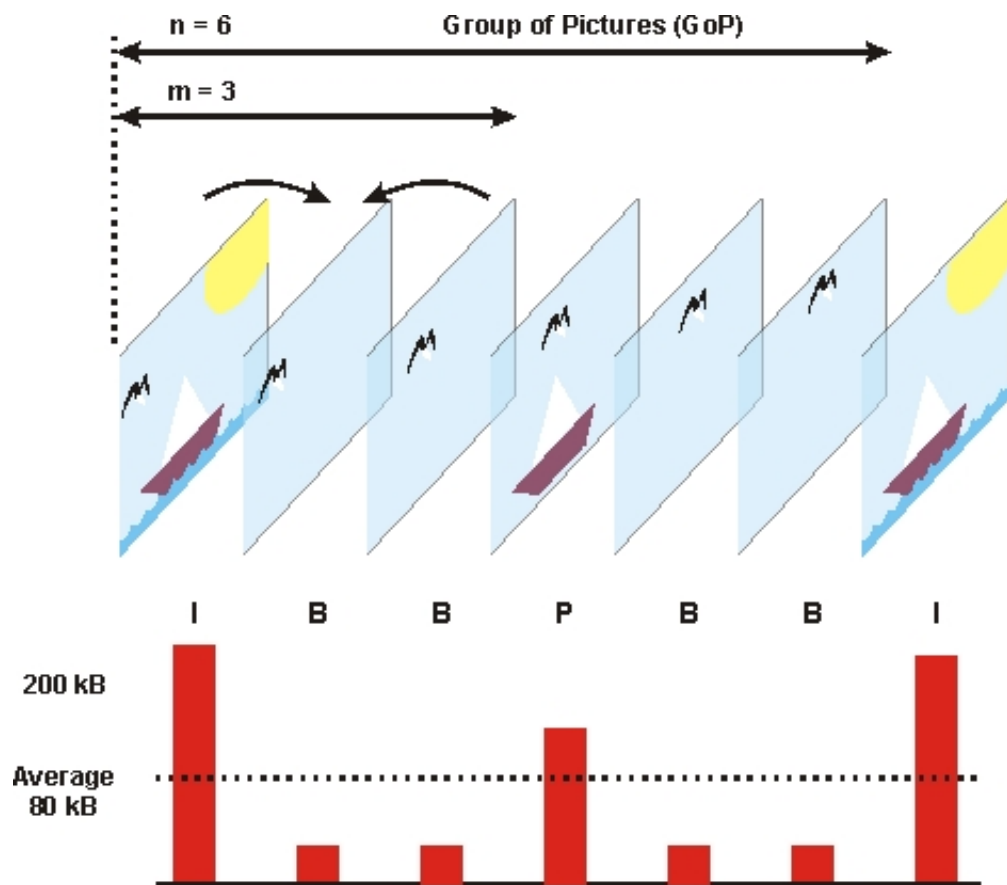 n = 6 Group of Pictures (GoP)
m = 3
I B B P B B I
200 kB
Average
80 kB